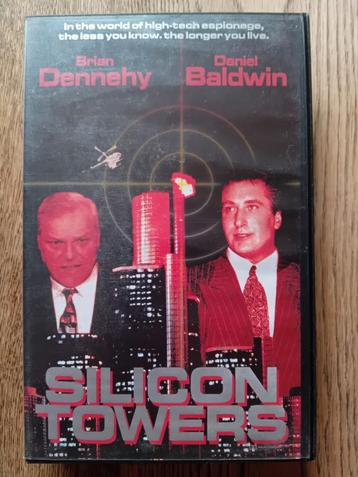 In the world of high-tech espionage,
the less you know. the longer you live.
Brian
Dennehy
Daniel
Baldwin
SILICON
TOWERS